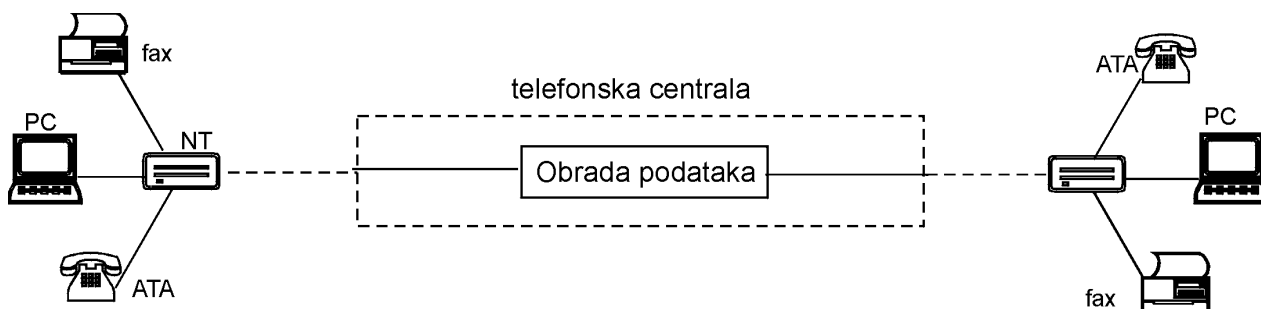 fax
PC
NT
ATA
telefonska centrala
Obrada podataka
ATA
PC
fax